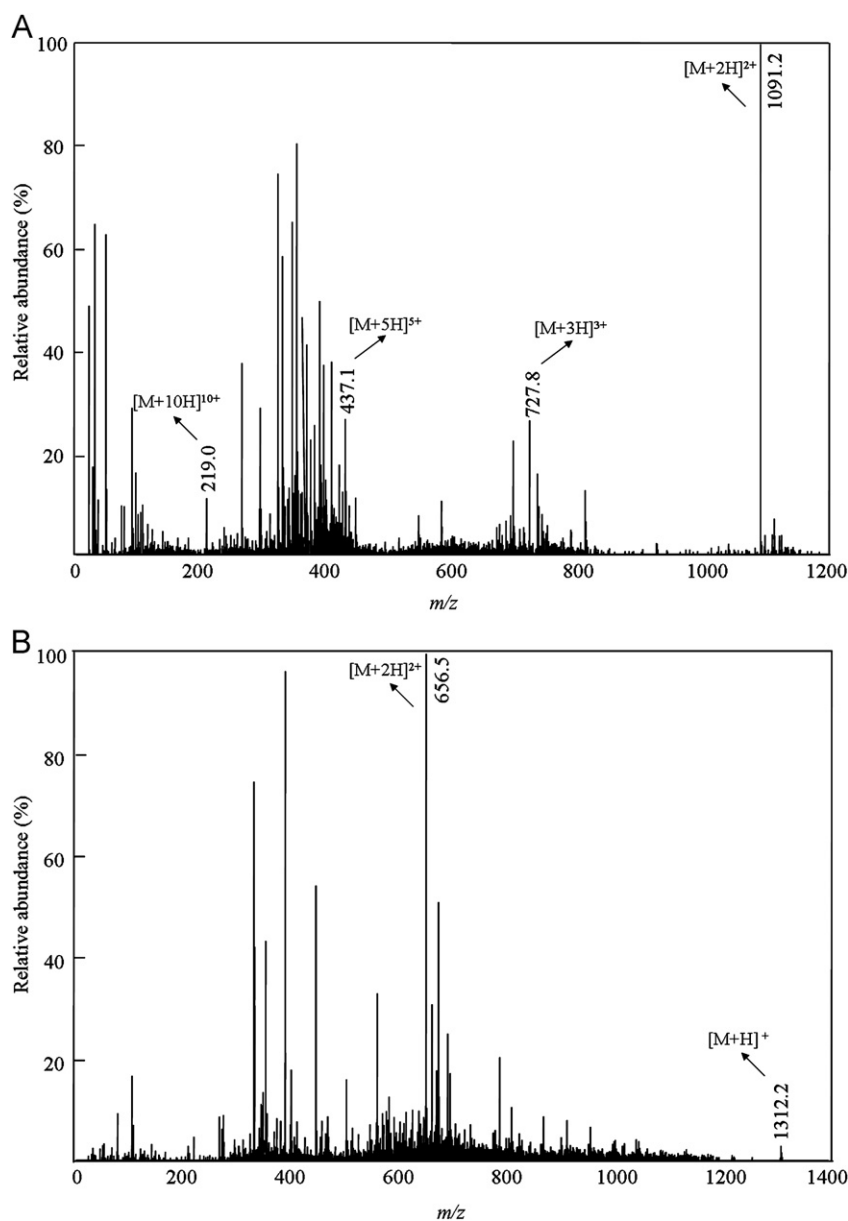 A
100
80
60
40
20
0
200
400
600
800
1000
1200
Relative abundance (%)
m/z
[M+10H]¹⁰⁺
219.0
[M+5H]⁵⁺
437.1
[M+3H]³⁺
727.8
[M+2H]²⁺
1091.2
B
100
80
60
40
20
0
200
400
600
800
1000
1200
1400
Relative abundance (%)
m/z
[M+2H]²⁺
656.5
[M+H]⁺
1312.2